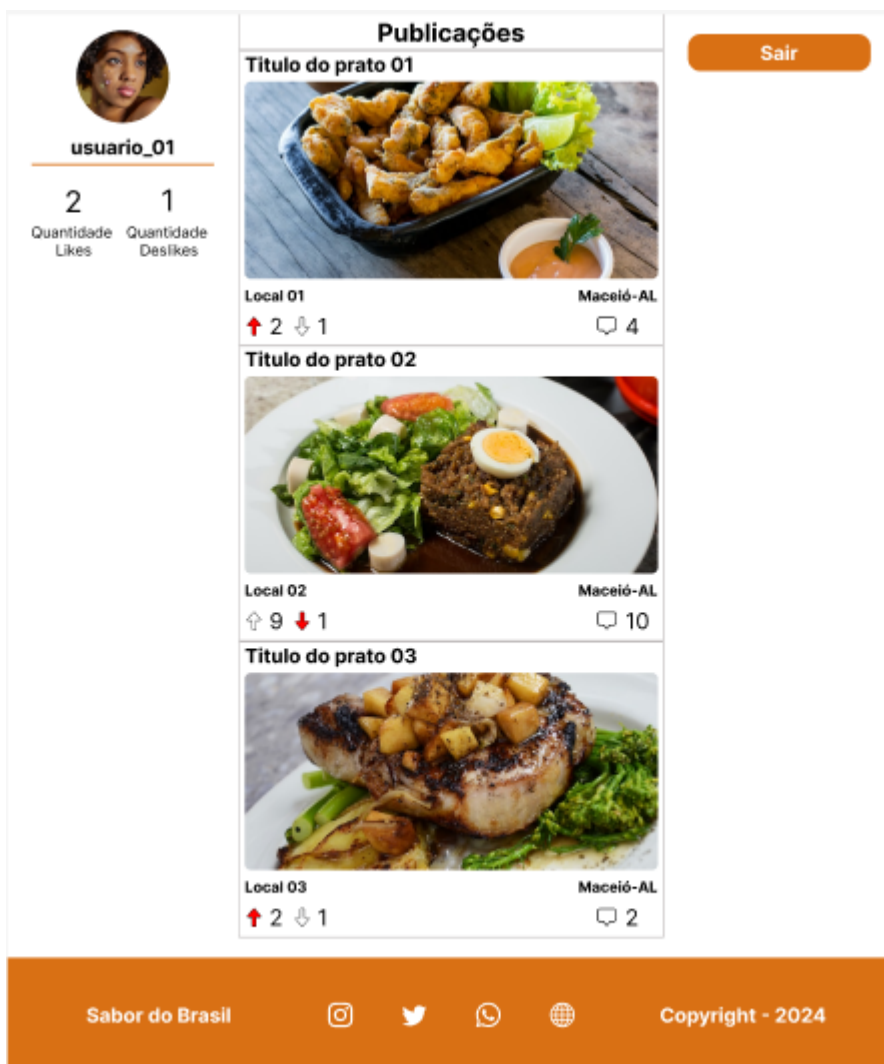 usuario_01
2
1
Quantidade Likes
Quantidade Deslikes
Publicações
Titulo do prato 01
Local 01
Maceió-AL
2
1
4
Titulo do prato 02
Local 02
Maceió-AL
9
1
10
Titulo do prato 03
Local 03
Maceió-AL
2
1
2
Sair
Sabor do Brasil
Copyright - 2024